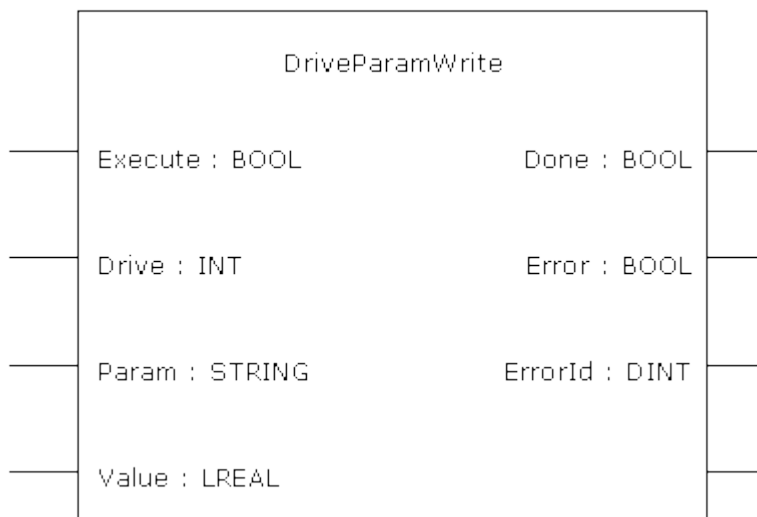 DriveParamWrite
Execute : BOOL Done : BOOL
Drive : INT Error : BOOL
Param : STRING ErrorId : DINT
Value : LREAL